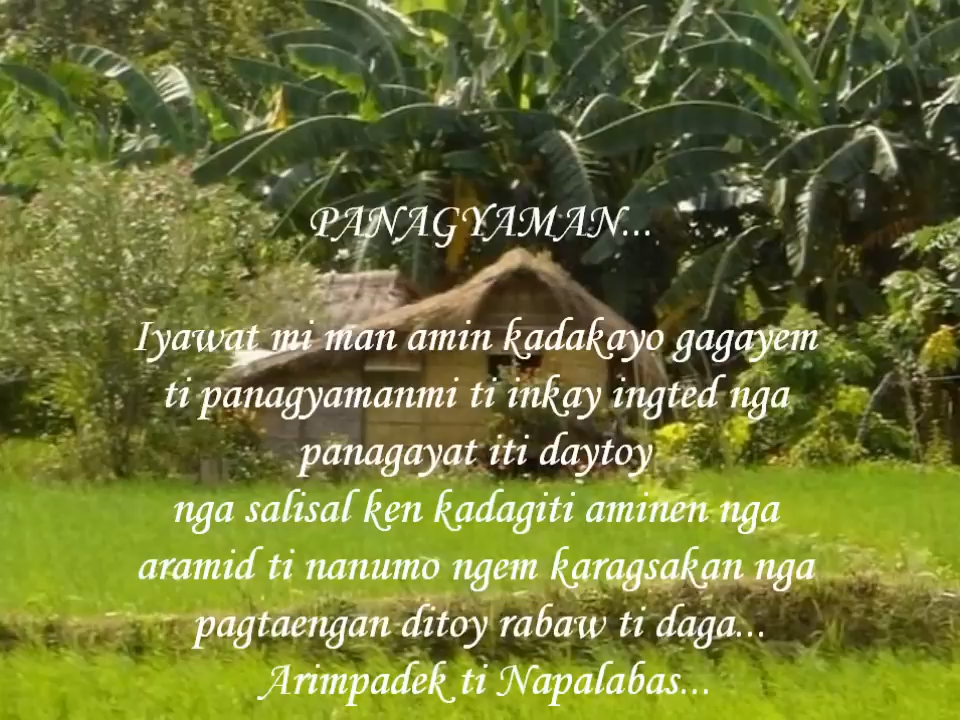 PANAGYAMAN...
Iyawat mi man amin kadakayo gagayem
ti panagyamanmi ti inkay ingted nga
panagayat iti daytoy
nga salisal ken kadagiti aminen nga
aramid ti nanumo ngem karagsakan nga
pagtaengan ditoy rabaw ti daga...
Arimpadek ti Napalabas...